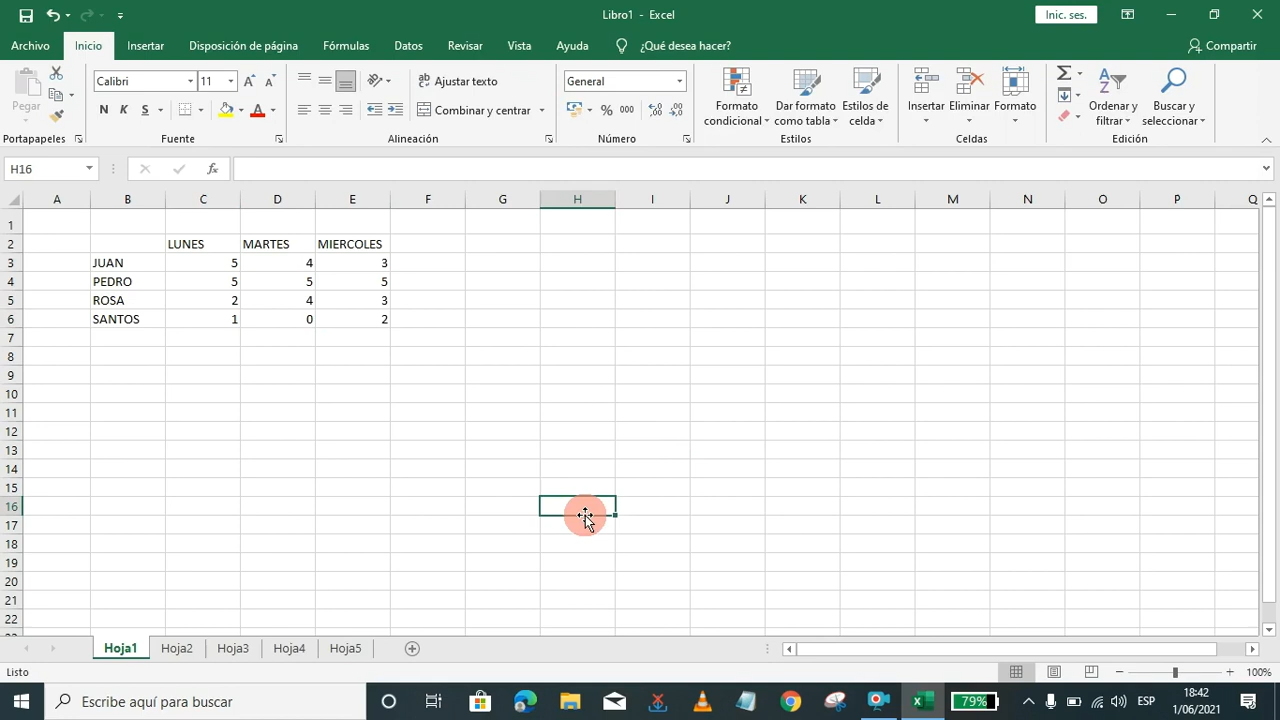 Libro1 - Excel
Inic. ses.
Archivo Inicio Insertar Disposición de página Fórmulas Datos Revisar Vista Ayuda ¿Qué desea hacer? Compartir
Pegar
Calibri 11
N K S
Ajustar texto
Combinar y centrar
General
% 000
Formato condicional
Dar formato como tabla
Estilos de celda
Insertar
Eliminar
Formato
Ordenar y filtrar
Buscar y seleccionar
Portapapeles Fuente Alineación Número Estilos Celdas Edición
H16 fx
A B C D E F G H I J K L M N O P Q
1
2 LUNES MARTES MIERCOLES
3 JUAN 5 4 3
4 PEDRO 5 5 5
5 ROSA 2 4 3
6 SANTOS 1 0 2
7
8
9
10
11
12
13
14
15
16
17
18
19
20
21
22
Hoja1 Hoja2 Hoja3 Hoja4 Hoja5
Listo 100%
Escribe aquí para buscar 79% ESP 18:42
1/06/2021